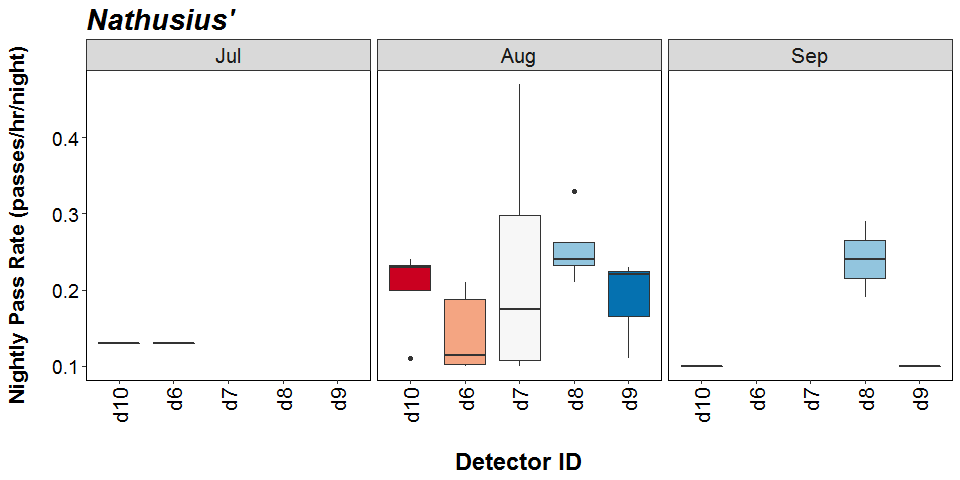 Nathusius'
Jul Aug Sep
Nightly Pass Rate (passes/hr/night)
0.4
0.3
0.2
0.1
d10 d6 d7 d8 d9 d10 d6 d7 d8 d9 d10 d6 d7 d8 d9
Detector ID